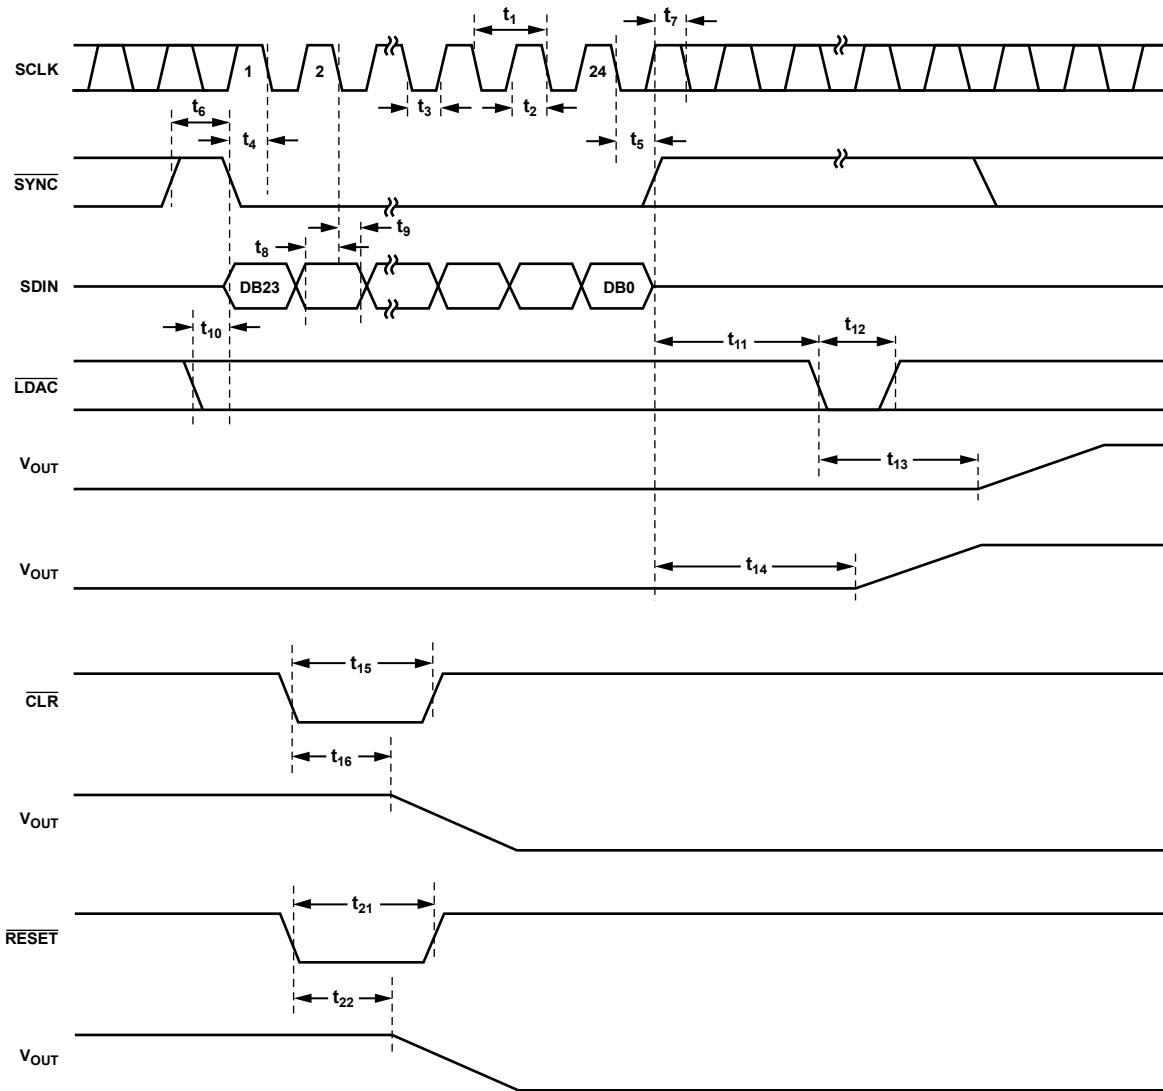 t1 t7
SCLK 1 2 24
t3 t2
t6
t4 t5
SYNC
t9
t8
SDIN DB23 DB0
t10
t11 t12
LDAC
VOUT t13
VOUT t14
t15
CLR
t16
VOUT
t21
RESET
t22
VOUT